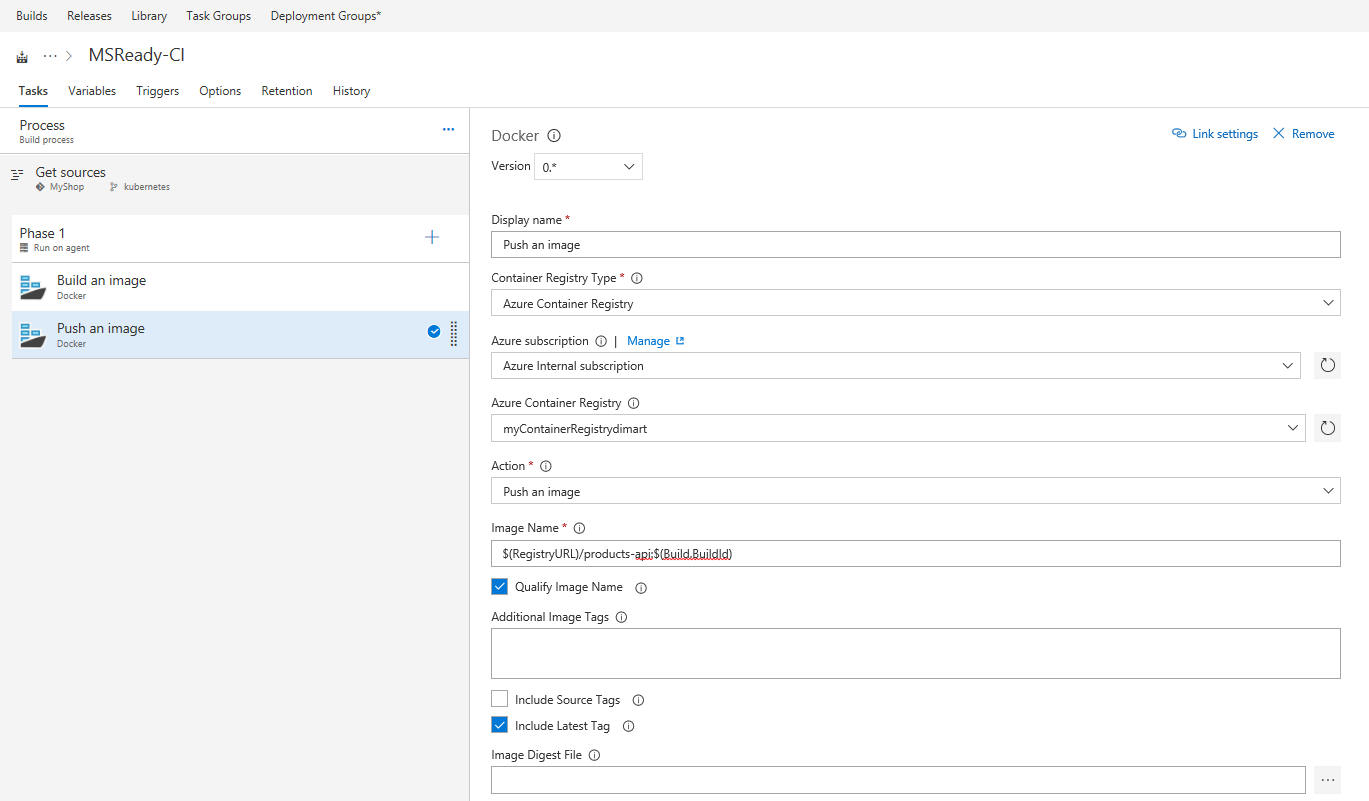 Builds Releases Library Task Groups Deployment Groups*
... > MSReady-CI
Tasks Variables Triggers Options Retention History
Process
Build process
...
Get sources
MyShop kubernetes
Phase 1
Run on agent
Build an image
Docker
Push an image
Docker
Docker
Link settings Remove
Version 0.*
Display name *
Push an image
Container Registry Type *
Azure Container Registry
Azure subscription | Manage
Azure Internal subscription
Azure Container Registry
myContainerRegistrydimart
Action *
Push an image
Image Name *
$(RegistryURL)/products-api:$(Build.BuildId)
Qualify Image Name
Additional Image Tags
Include Source Tags
Include Latest Tag
Image Digest File
...